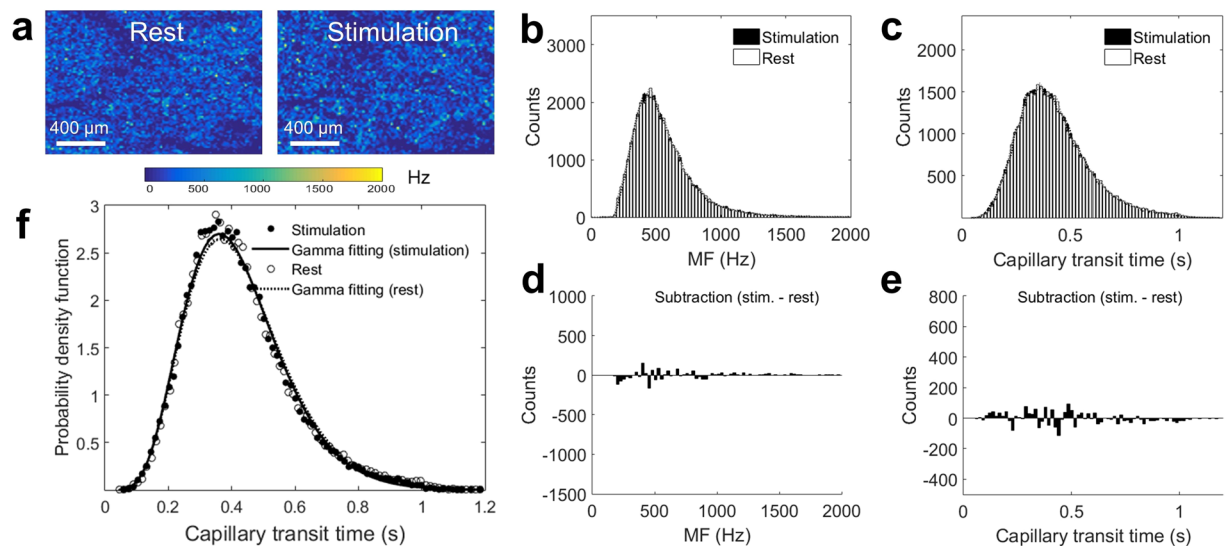 a
Rest
Stimulation
400 µm
400 µm
0
500
1000
1500
2000
Hz
b
3500
3000
2000
1000
0
Counts
Stimulation
Rest
0
500
1000
1500
2000
MF (Hz)
c
2000
1500
1000
500
Counts
Stimulation
Rest
0
0.5
1
Capillary transit time (s)
f
3
2.5
2
1.5
1
0.5
Probability density function
Stimulation
Gamma fitting (stimulation)
Rest
Gamma fitting (rest)
0
0.2
0.4
0.6
0.8
1
1.2
Capillary transit time (s)
d
Subtraction (stim. - rest)
1000
500
0
-500
-1000
-1500
Counts
0
500
1000
1500
2000
MF (Hz)
e
Subtraction (stim. - rest)
800
600
400
200
0
-200
-400
Counts
0
0.5
1
Capillary transit time (s)